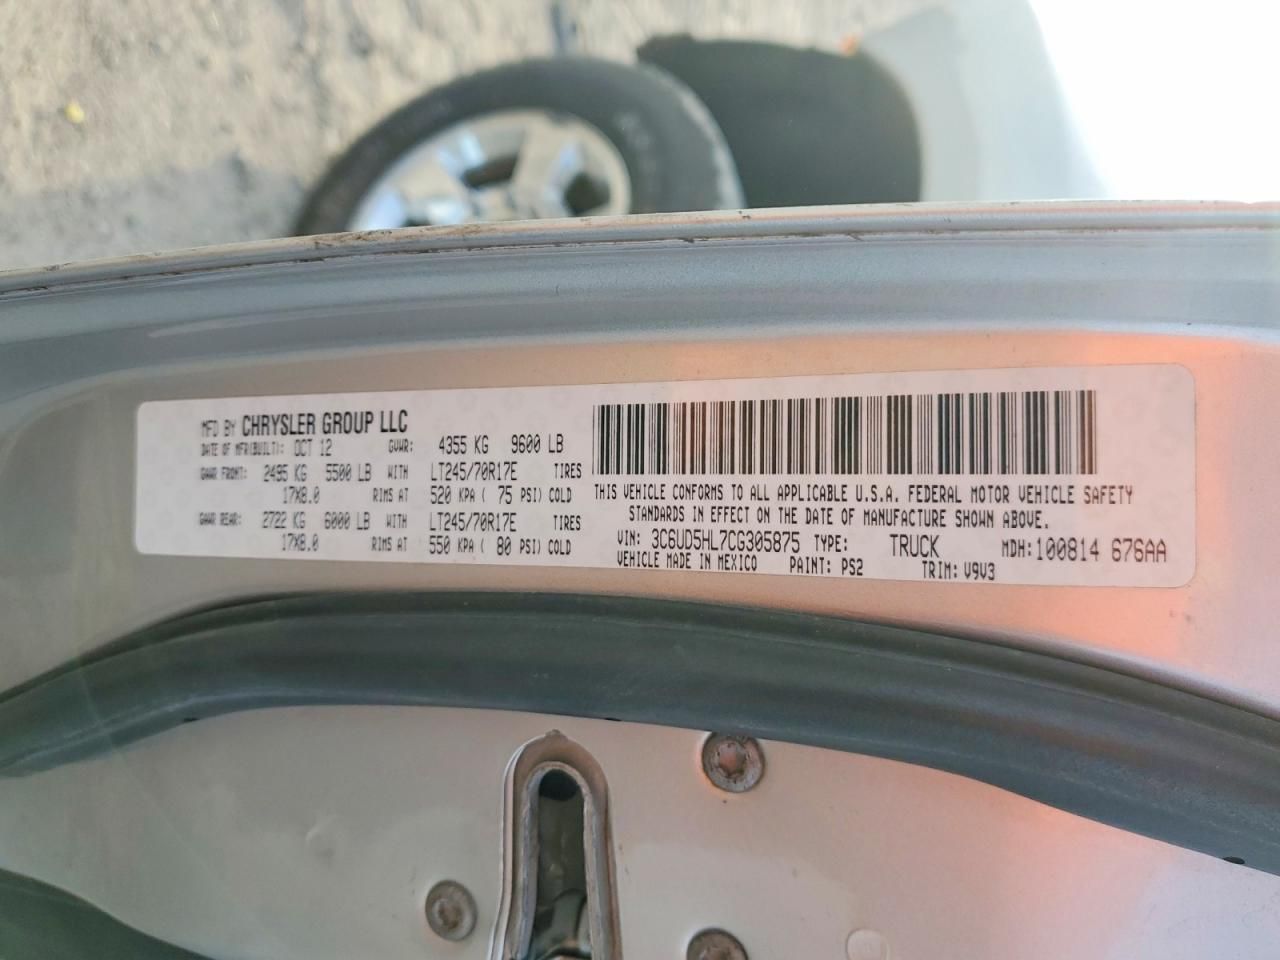 MFD BY CHRYSLER GROUP LLC
DATE OF MFR(BUILT): OCT 12 GVWR: 4355 KG 9600 LB
GAWR FRONT: 2495 KG 5500 LB WITH LT245/70R17E TIRES
17X8.0 RIMS AT 520 KPA ( 75 PSI) COLD
GAWR REAR: 2722 KG 6000 LB WITH LT245/70R17E TIRES
17X8.0 RIMS AT 550 KPA ( 80 PSI) COLD
THIS VEHICLE CONFORMS TO ALL APPLICABLE U.S.A. FEDERAL MOTOR VEHICLE SAFETY
STANDARDS IN EFFECT ON THE DATE OF MANUFACTURE SHOWN ABOVE.
VIN: 3C6UD5HL7CG305875 TYPE: TRUCK MDH:100814 676AA
VEHICLE MADE IN MEXICO PAINT: PS2 TRIM: V9V3